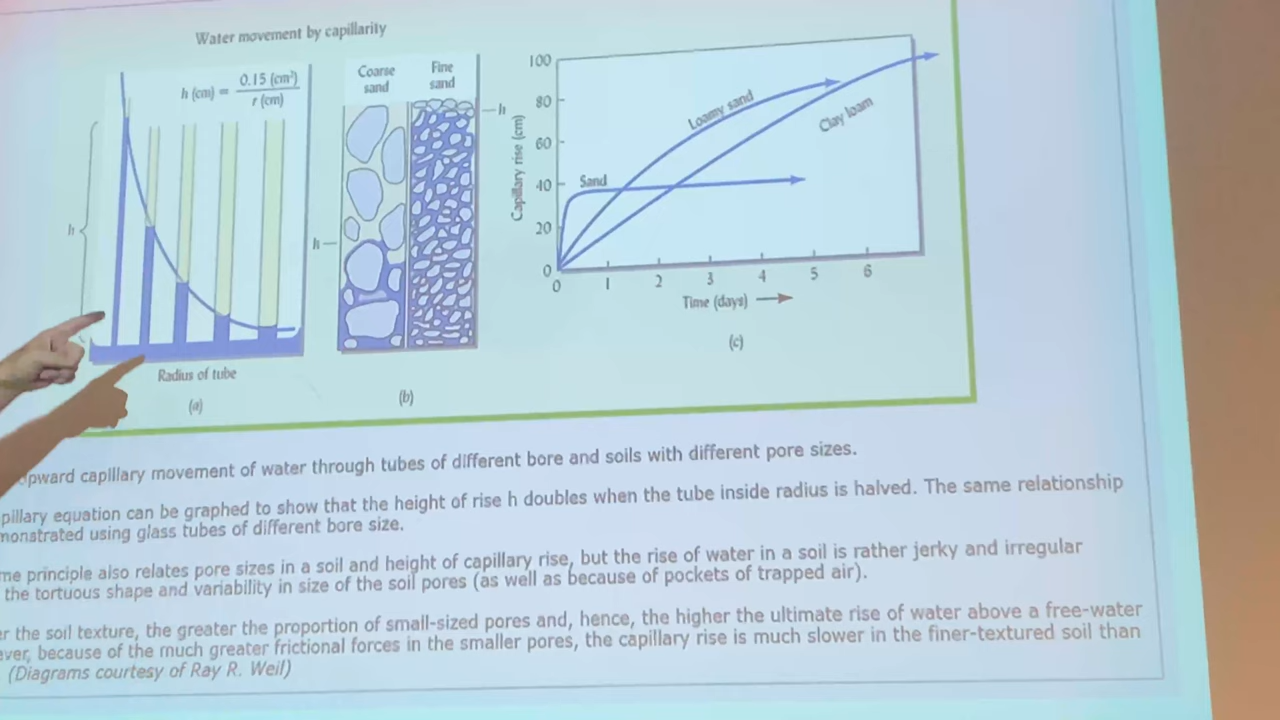 Water movement by capillarity
h (cm) = 0.15 (cm²) / r (cm)
h
Radius of tube
(a)
Coarse sand
Fine sand
h
h
(b)
Capillary rise (cm)
100
80
60
40
20
0
Sand
Loamy sand
Clay loam
0 1 2 3 4 5 6
Time (days)
(c)
pward capillary movement of water through tubes of different bore and soils with different pore sizes.
pillary equation can be graphed to show that the height of rise h doubles when the tube inside radius is halved. The same relationship
monstrated using glass tubes of different bore size.
me principle also relates pore sizes in a soil and height of capillary rise, but the rise of water in a soil is rather jerky and irregular
the tortuous shape and variability in size of the soil pores (as well as because of pockets of trapped air).
er the soil texture, the greater the proportion of small-sized pores and, hence, the higher the ultimate rise of water above a free-water
ever, because of the much greater frictional forces in the smaller pores, the capillary rise is much slower in the finer-textured soil than
(Diagrams courtesy of Ray R. Weil)